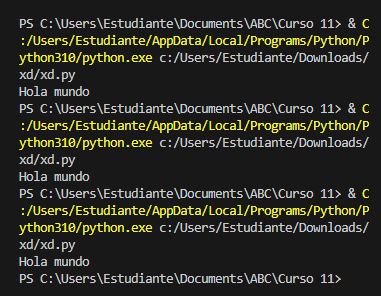 PS C:\Users\Estudiante\Documents\ABC\Curso 11> & C
:/Users/Estudiante/AppData/Local/Programs/Python/P
ython310/python.exe c:/Users/Estudiante/Downloads/
xd/xd.py
Hola mundo
PS C:\Users\Estudiante\Documents\ABC\Curso 11> & C
:/Users/Estudiante/AppData/Local/Programs/Python/P
ython310/python.exe c:/Users/Estudiante/Downloads/
xd/xd.py
Hola mundo
PS C:\Users\Estudiante\Documents\ABC\Curso 11> & C
:/Users/Estudiante/AppData/Local/Programs/Python/P
ython310/python.exe c:/Users/Estudiante/Downloads/
xd/xd.py
Hola mundo
PS C:\Users\Estudiante\Documents\ABC\Curso 11>